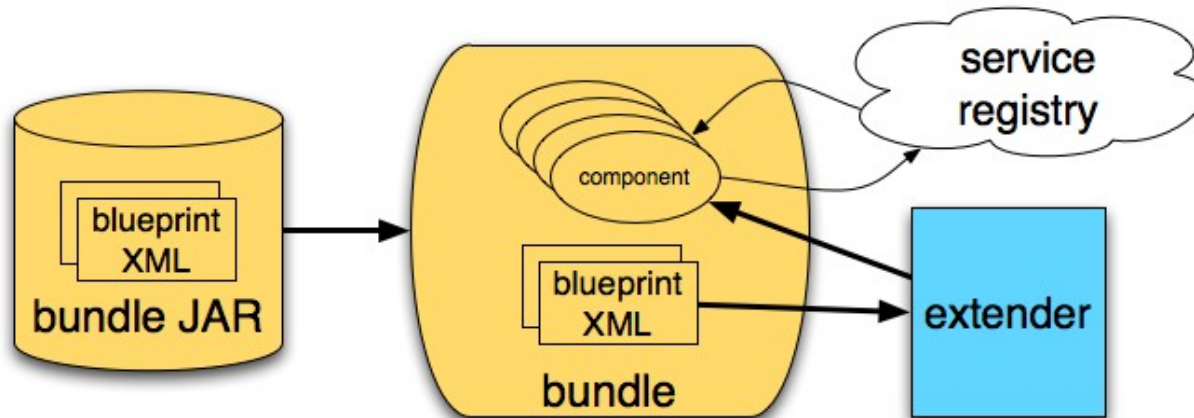 blueprint
XML
bundle JAR
component
blueprint
XML
bundle
service
registry
extender